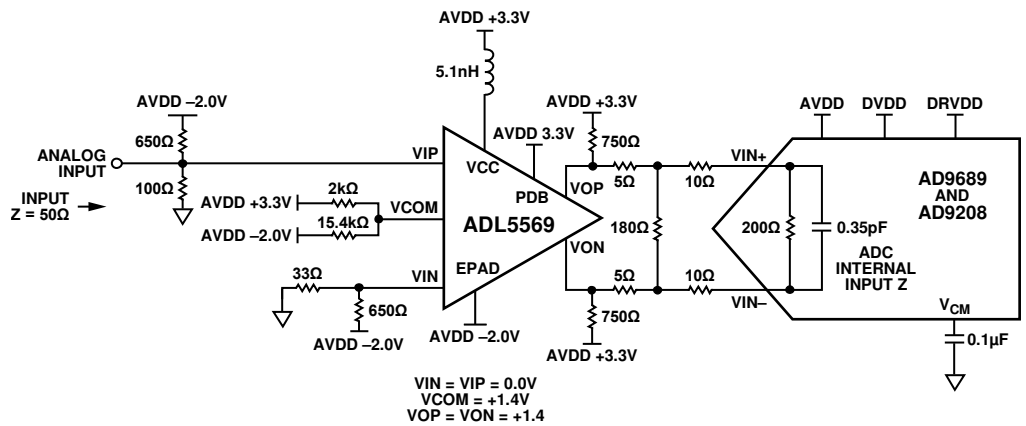 AVDD +3.3V
5.1nH
AVDD –2.0V
650Ω
ANALOG
INPUT
100Ω
INPUT
Z = 50Ω
AVDD +3.3V
2kΩ
15.4kΩ
AVDD –2.0V
33Ω
650Ω
AVDD –2.0V
VIP
VCC
VCOM
ADL5569
VIN
EPAD
AVDD –2.0V
AVDD 3.3V
PDB
VOP
VON
AVDD +3.3V
750Ω
5Ω
10Ω
180Ω
5Ω
10Ω
750Ω
AVDD +3.3V
VIN+
VIN–
AVDD
DVDD
DRVDD
AD9689
AND
AD9208
200Ω
0.35pF
ADC
INTERNAL
INPUT Z
VCM
0.1µF
VIN = VIP = 0.0V
VCOM = +1.4V
VOP = VON = +1.4